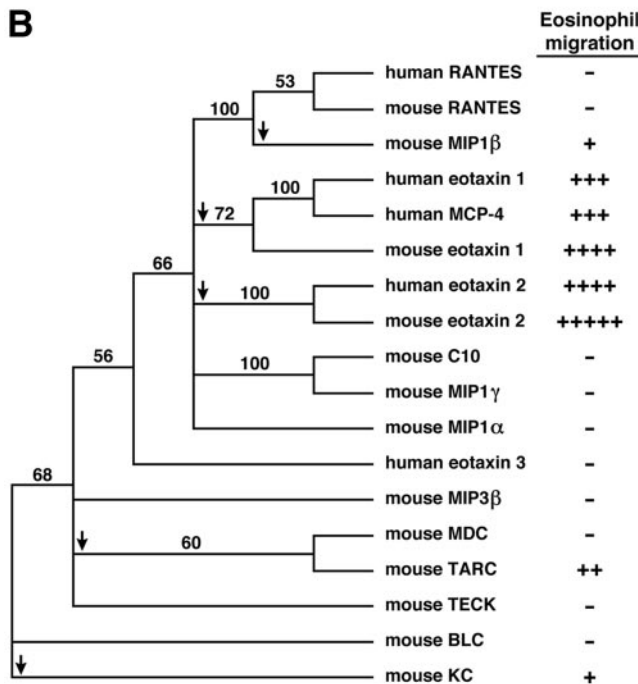 B
Eosinophil
migration
53
human RANTES –
100
mouse RANTES –
mouse MIP1β +
100
human eotaxin 1 +++
72
human MCP-4 +++
mouse eotaxin 1 ++++
66
human eotaxin 2 ++++
100
mouse eotaxin 2 +++++
56
mouse C10 –
100
mouse MIP1γ –
mouse MIP1α –
human eotaxin 3 –
68
mouse MIP3β –
mouse MDC –
60
mouse TARC ++
mouse TECK –
mouse BLC –
mouse KC +